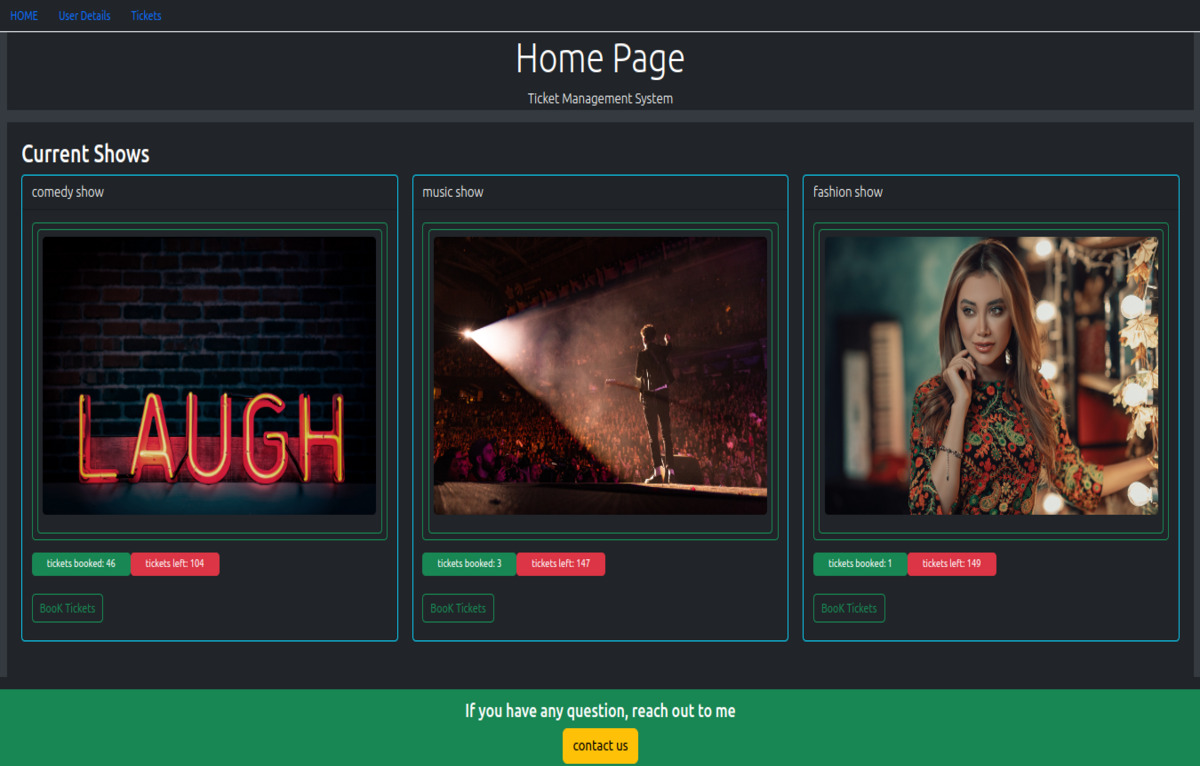 HOME User Details Tickets
Home Page
Ticket Management System
Current Shows
comedy show
LAUGH
tickets booked: 46 tickets left: 104
BooK Tickets
music show
tickets booked: 3 tickets left: 147
BooK Tickets
fashion show
tickets booked: 1 tickets left: 149
BooK Tickets
If you have any question, reach out to me
contact us